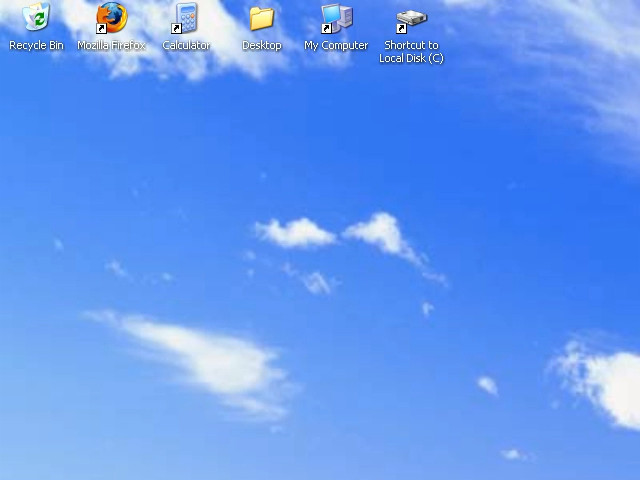 Recycle Bin
Mozilla Firefox
Calculator
Desktop
My Computer
Shortcut to
Local Disk (C)